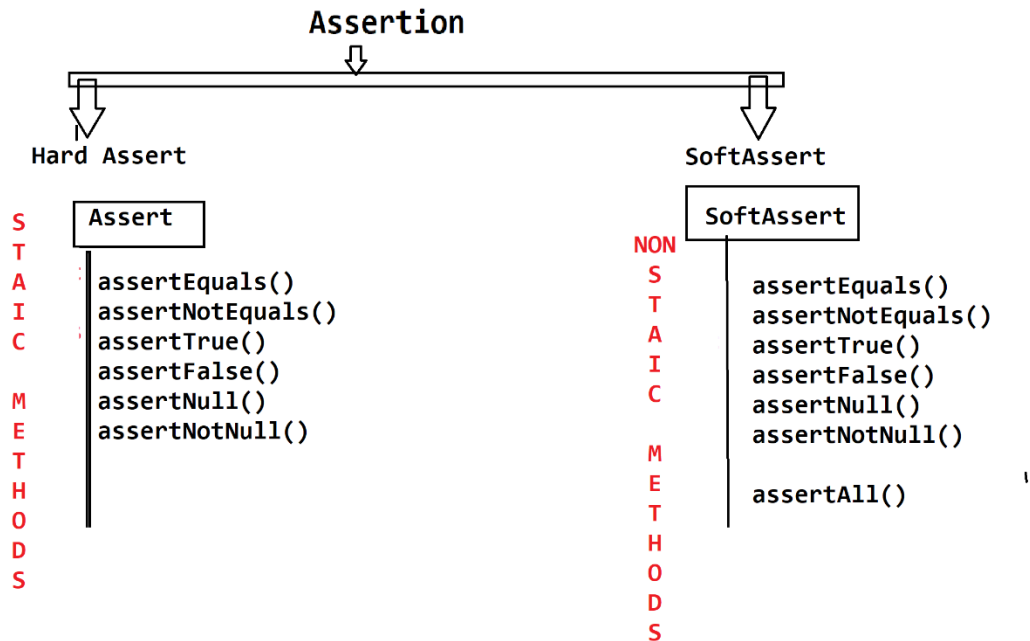 Assertion
Hard Assert
Assert
STAIC METHODS
assertEquals()
assertNotEquals()
assertTrue()
assertFalse()
assertNull()
assertNotNull()
SoftAssert
SoftAssert
NON
STAIC METHODS
assertEquals()
assertNotEquals()
assertTrue()
assertFalse()
assertNull()
assertNotNull()
assertAll()